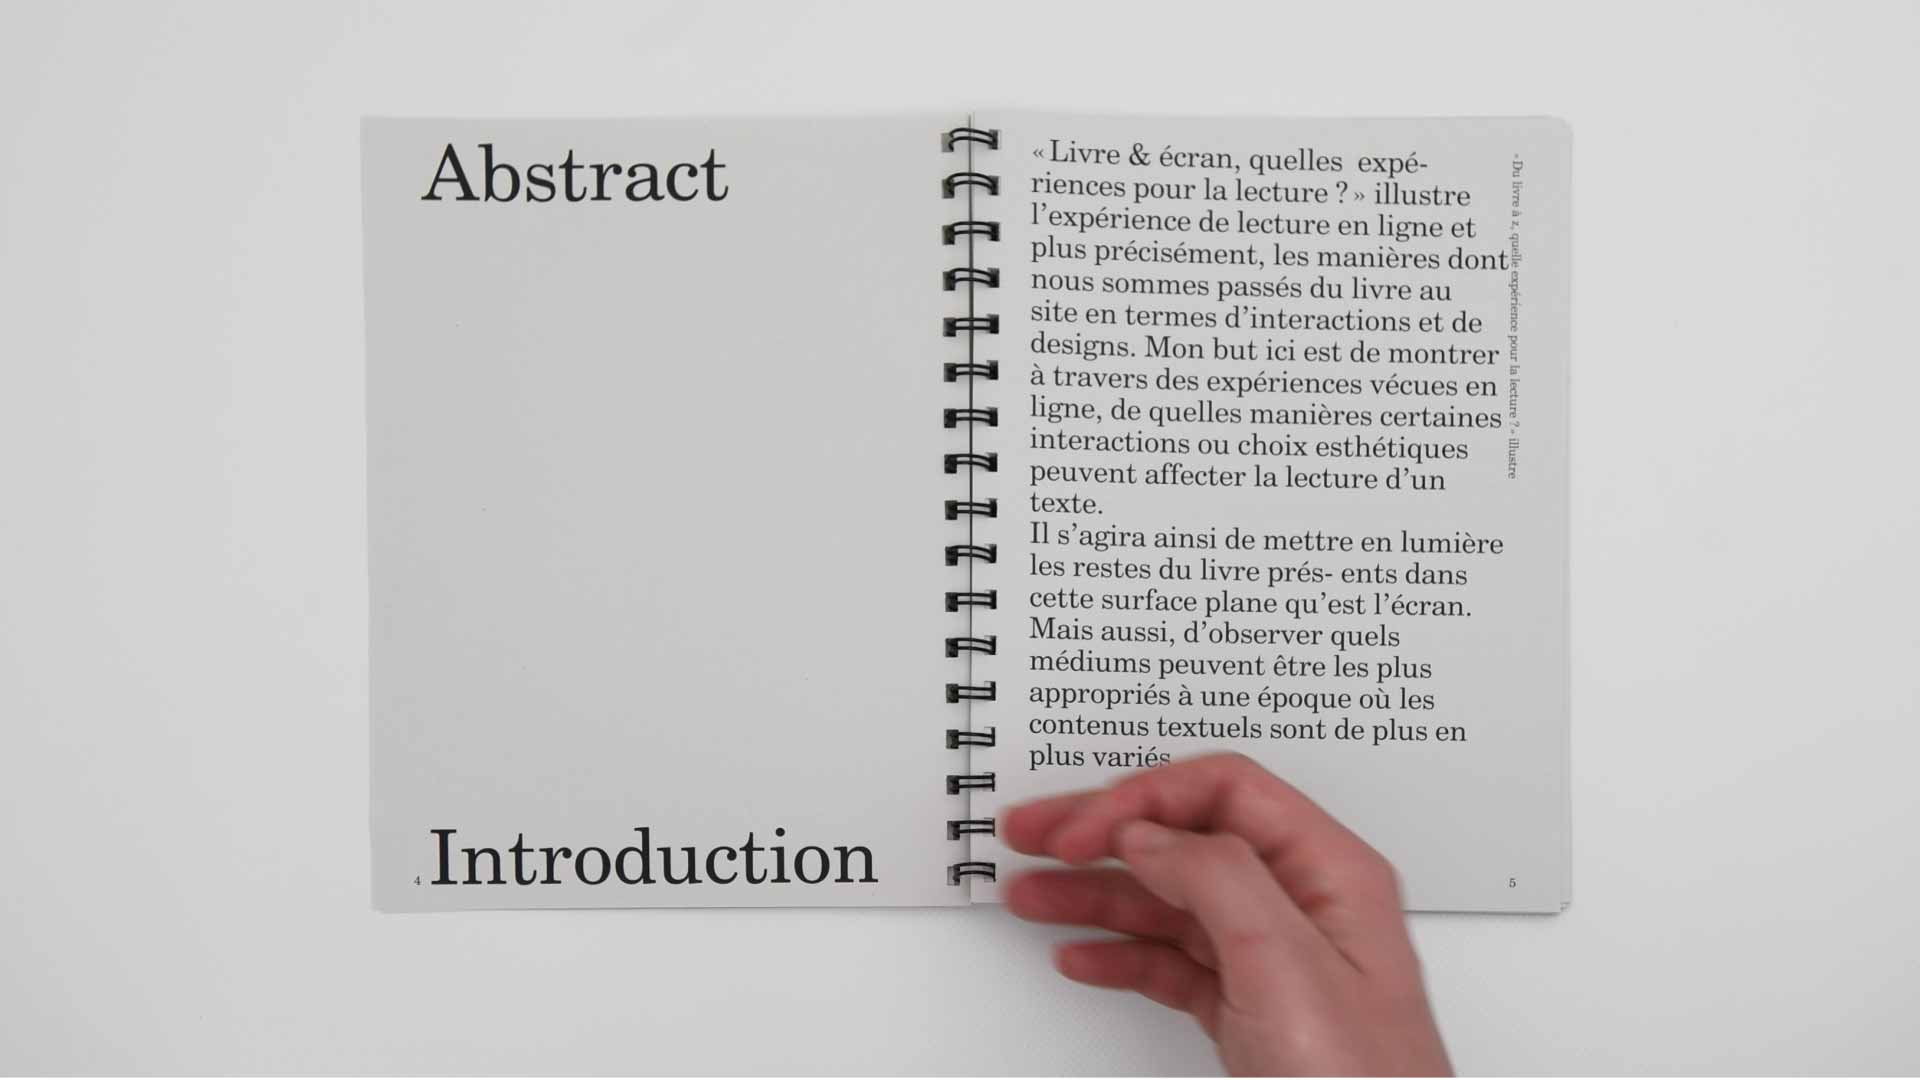 Abstract
Introduction
4
« Livre & écran, quelles expé-
riences pour la lecture ? » illustre
l’expérience de lecture en ligne et
plus précisément, les manières dont
nous sommes passés du livre au
site en termes d’interactions et de
designs. Mon but ici est de montrer
à travers des expériences vécues en
ligne, de quelles manières certaines
interactions ou choix esthétiques
peuvent affecter la lecture d’un
texte.
Il s’agira ainsi de mettre en lumière
les restes du livre prés- ents dans
cette surface plane qu’est l’écran.
Mais aussi, d’observer quels
médiums peuvent être les plus
appropriés à une époque où les
contenus textuels sont de plus en
plus variés
« Du livre à z, quelle expérience pour la lecture ? » illustre
5